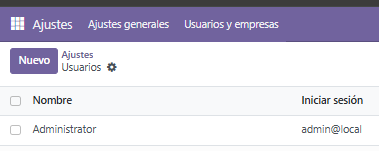 Ajustes Ajustes generales Usuarios y empresas
Nuevo Ajustes
Usuarios
Nombre Iniciar sesión
Administrator admin@local